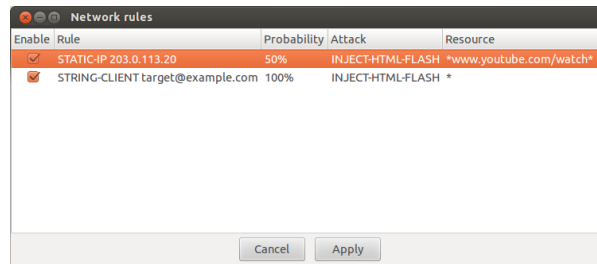 Network rules
Enable Rule Probability Attack Resource
STATIC-IP 203.0.113.20 50% INJECT-HTML-FLASH *www.youtube.com/watch*
STRING-CLIENT target@example.com 100% INJECT-HTML-FLASH *
Cancel Apply